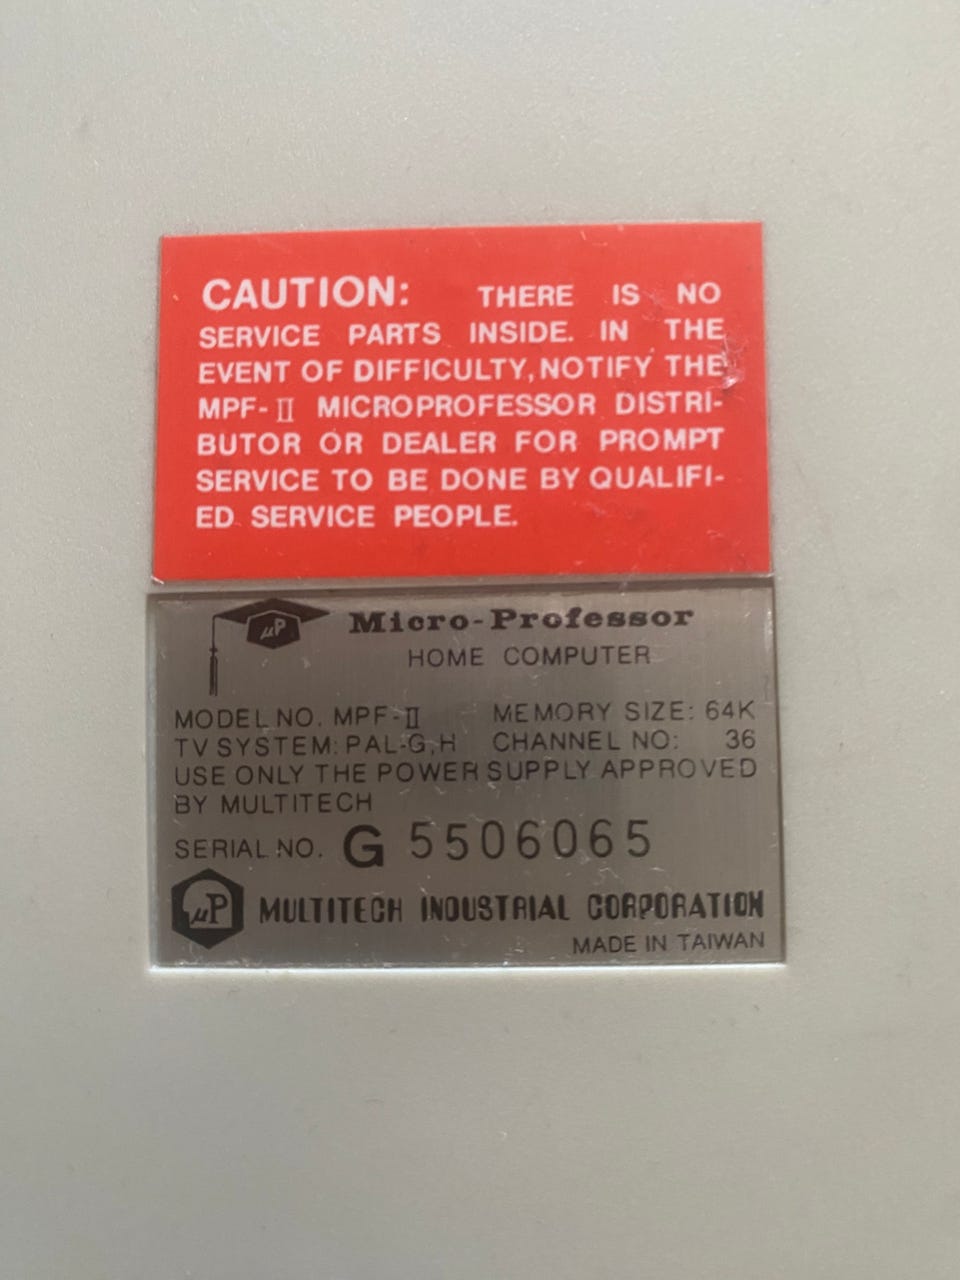 CAUTION: THERE IS NO
SERVICE PARTS INSIDE. IN THE
EVENT OF DIFFICULTY, NOTIFY THE
MPF-II MICROPROFESSOR DISTRI-
BUTOR OR DEALER FOR PROMPT
SERVICE TO BE DONE BY QUALIFI-
ED SERVICE PEOPLE.
µP Micro-Professor
HOME COMPUTER
MODEL NO. MPF-II MEMORY SIZE: 64K
TV SYSTEM: PAL-G,H CHANNEL NO: 36
USE ONLY THE POWER SUPPLY APPROVED
BY MULTITECH
SERIAL NO. G 5506065
µP MULTITECH INDUSTRIAL CORPORATION
MADE IN TAIWAN